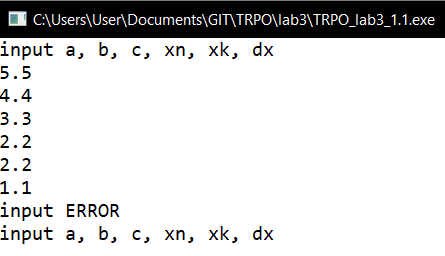 C:\Users\User\Documents\GIT\TRPO\lab3\TRPO_lab3_1.1.exe
input a, b, c, xn, xk, dx
5.5
4.4
3.3
2.2
2.2
1.1
input ERROR
input a, b, c, xn, xk, dx